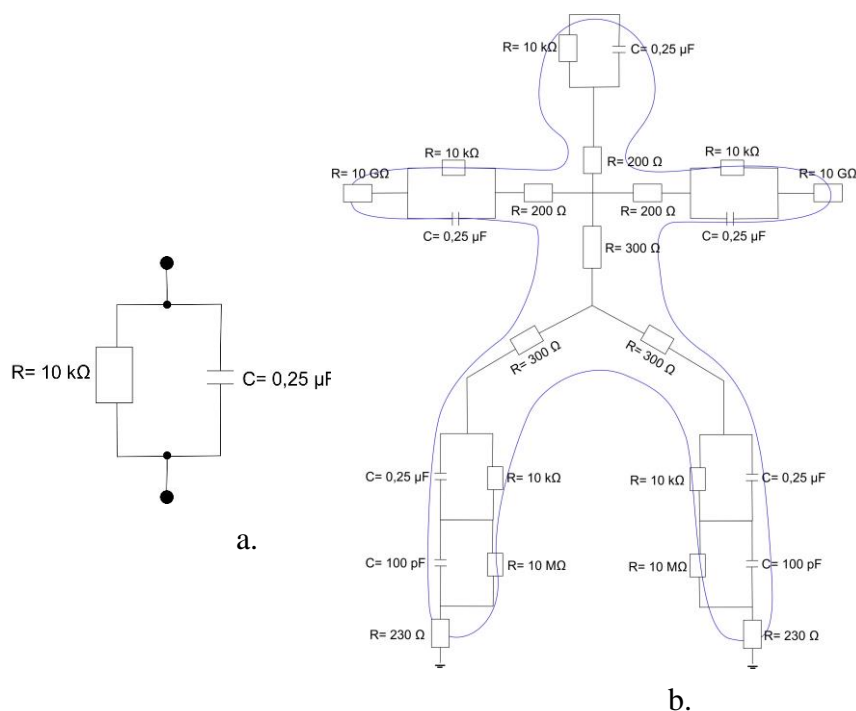 R= 10 kΩ
C= 0,25 µF
R= 200 Ω
R= 10 kΩ
R= 10 GΩ
R= 200 Ω
C= 0,25 µF
R= 10 kΩ
R= 10 GΩ
R= 200 Ω
C= 0,25 µF
R= 300 Ω
R= 300 Ω
R= 300 Ω
R= 10 kΩ
C= 0,25 µF
a.
C= 0,25 µF
R= 10 kΩ
C= 100 pF
R= 10 MΩ
R= 230 Ω
R= 10 kΩ
C= 0,25 µF
R= 10 MΩ
C= 100 pF
R= 230 Ω
b.